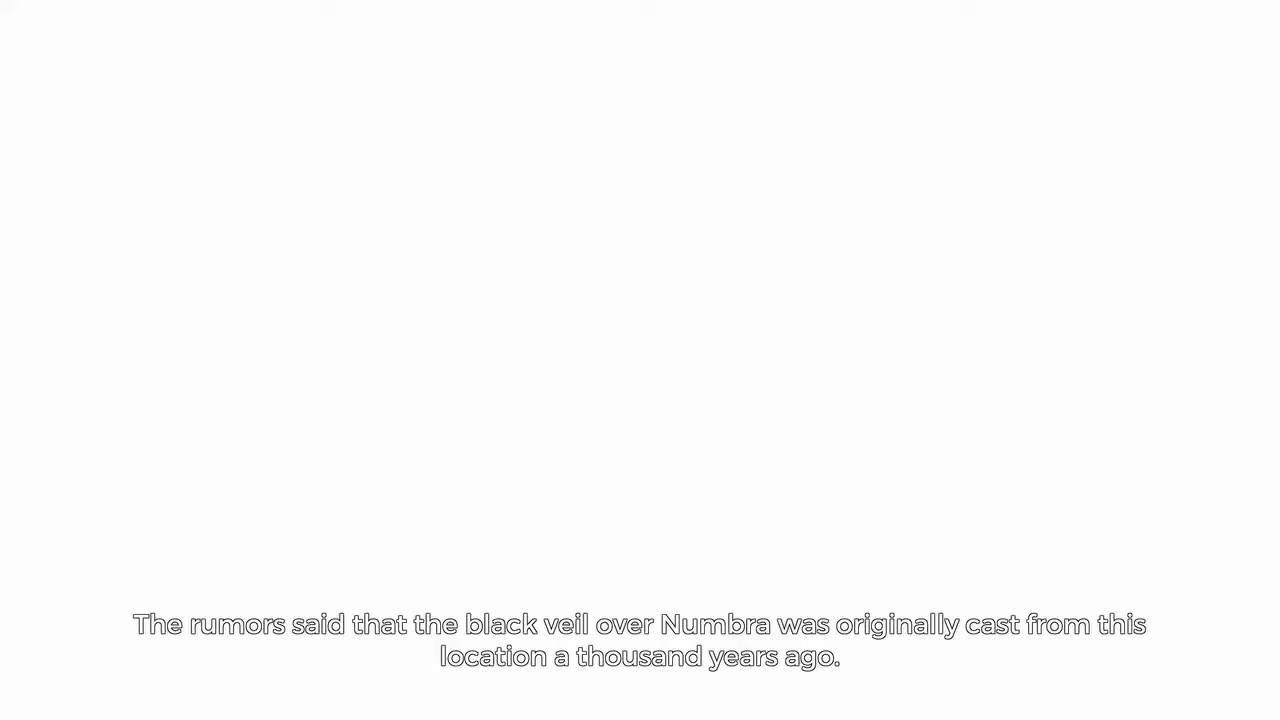 The rumors said that the black veil over Numbra was originally cast from this
location a thousand years ago.